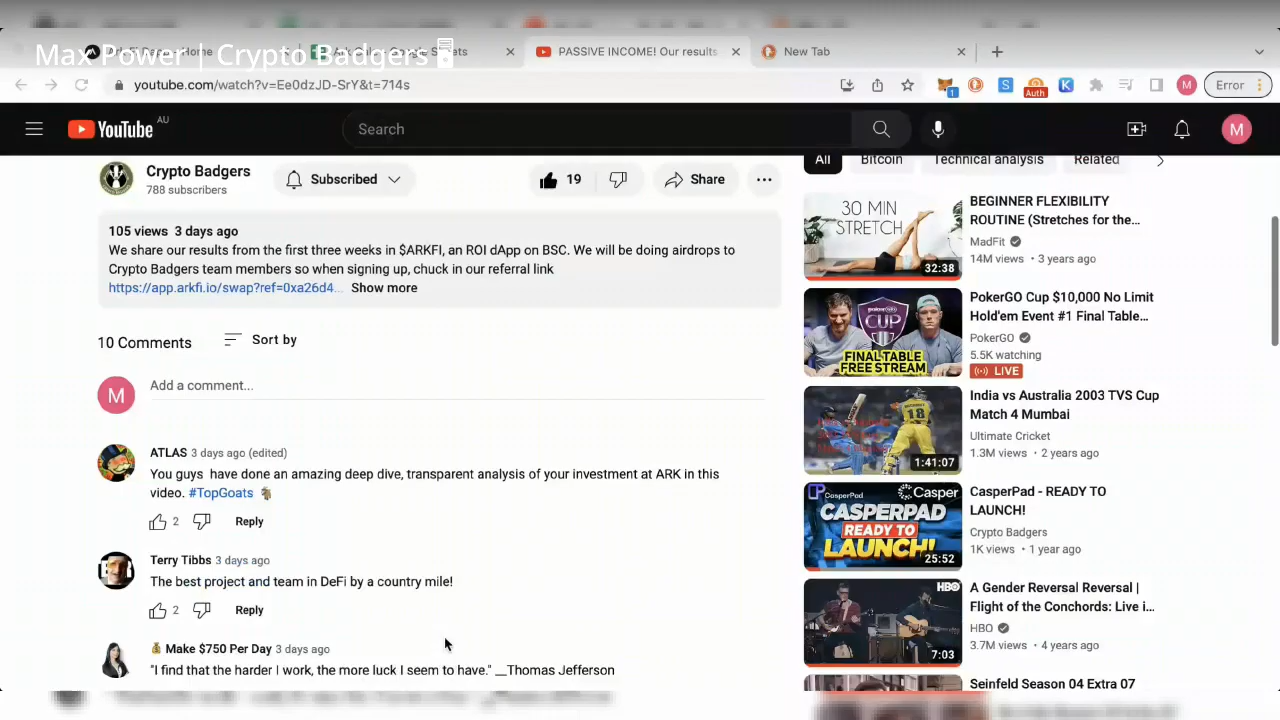 Max Power | Crypto Badgers
PASSIVE INCOME! Our results
New Tab
youtube.com/watch?v=Ee0dzJD-SrY&t=714s
1
Auth
S
K
M
Error
YouTube AU
Search
M
Crypto Badgers
788 subscribers
Subscribed
19
Share
All
Bitcoin
Technical analysis
Related
105 views 3 days ago
We share our results from the first three weeks in $ARKFI, an ROI dApp on BSC. We will be doing airdrops to
Crypto Badgers team members so when signing up, chuck in our referral link
https://app.arkfi.io/swap?ref=0xa26d4... Show more
10 Comments
Sort by
M
Add a comment...
ATLAS 3 days ago (edited)
You guys have done an amazing deep dive, transparent analysis of your investment at ARK in this
video. #TopGoats
2
Reply
Terry Tibbs 3 days ago
The best project and team in DeFi by a country mile!
2
Reply
Make $750 Per Day 3 days ago
"I find that the harder I work, the more luck I seem to have." __Thomas Jefferson
30 MIN
STRETCH
32:38
BEGINNER FLEXIBILITY
ROUTINE (Stretches for the...
MadFit
14M views • 3 years ago
CUP
FINAL TABLE
FREE STREAM
PokerGO Cup $10,000 No Limit
Hold'em Event #1 Final Table...
PokerGO
5.5K watching
LIVE
18
1:41:07
India vs Australia 2003 TVS Cup
Match 4 Mumbai
Ultimate Cricket
1.3M views • 2 years ago
CasperPad
Casper
CASPERPAD
READY TO
LAUNCH!
25:52
CasperPad - READY TO
LAUNCH!
Crypto Badgers
1K views • 1 year ago
HBO
7:03
A Gender Reversal Reversal |
Flight of the Conchords: Live i...
HBO
3.7M views • 4 years ago
Seinfeld Season 04 Extra 07